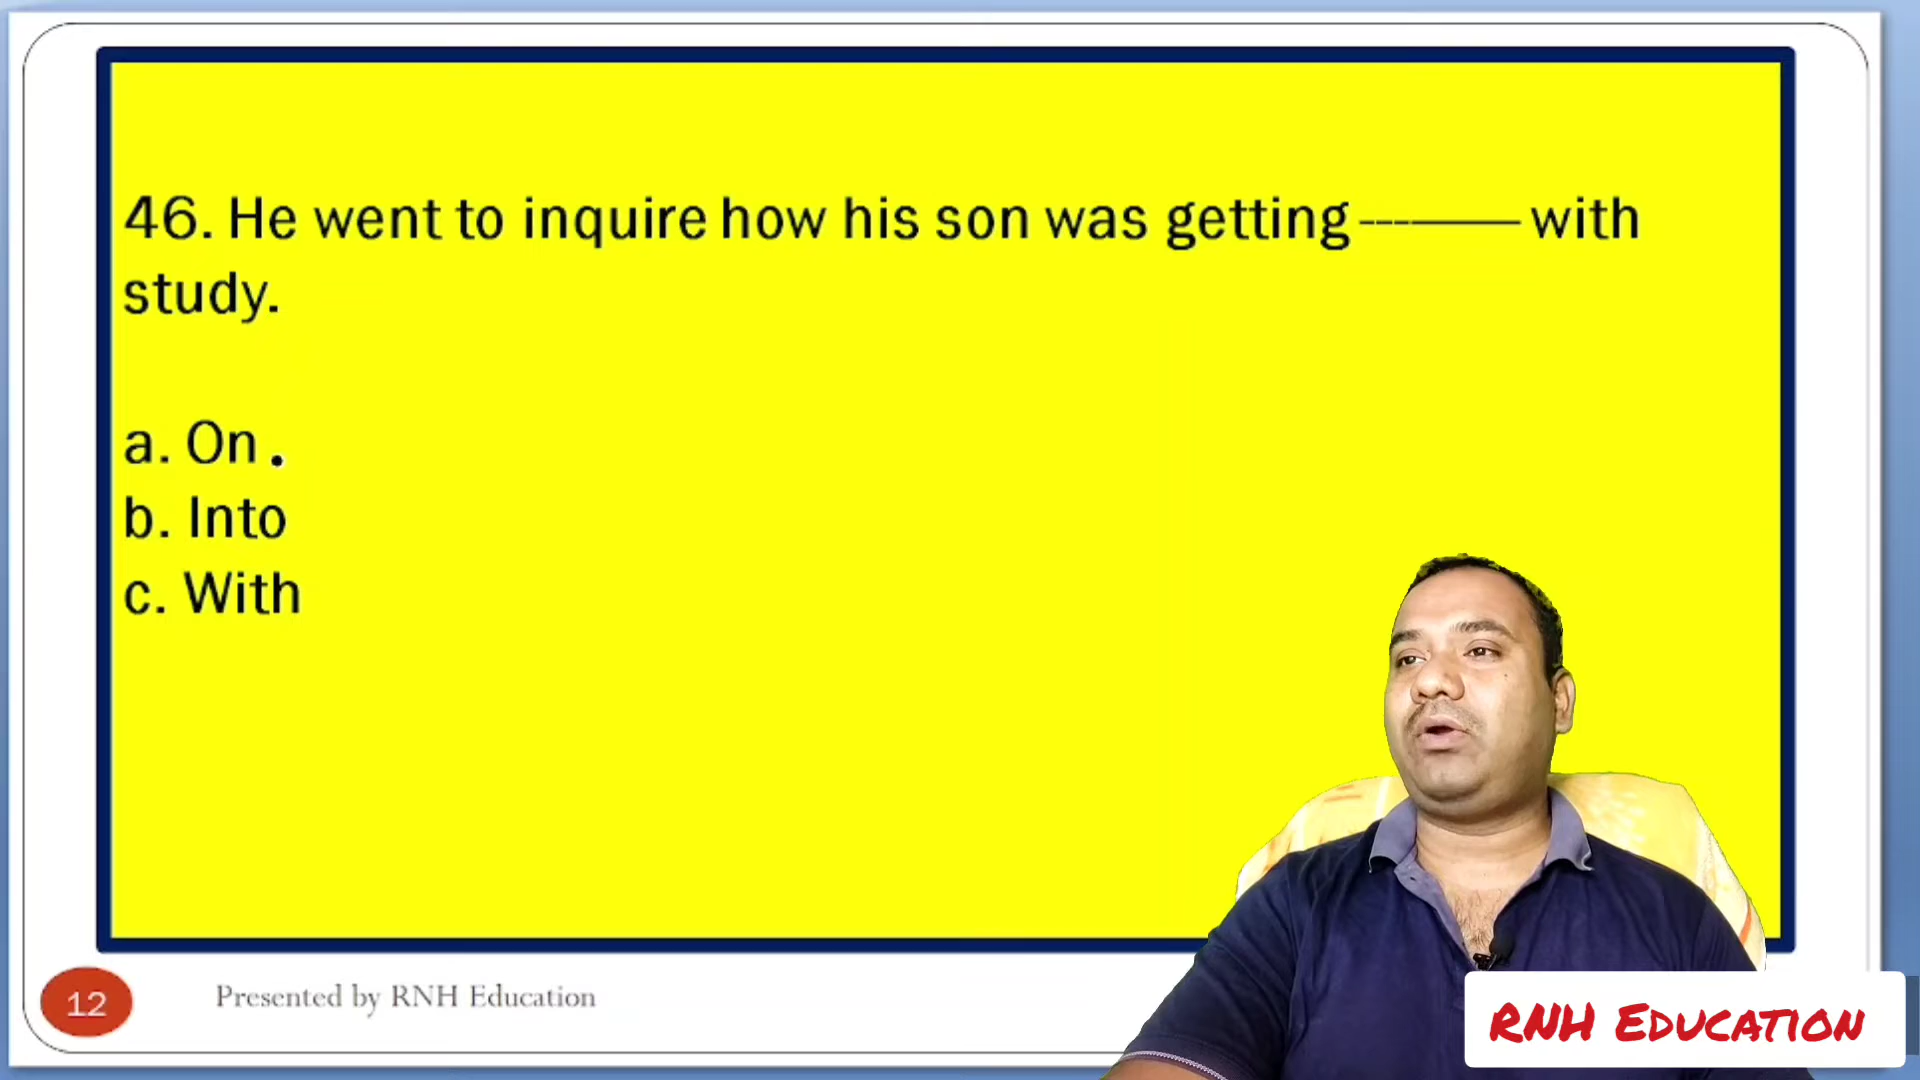 46. He went to inquire how his son was getting ---—— with
study.
a. On .
b. Into
c. With
12
Presented by RNH Education
RNH EDUCATION